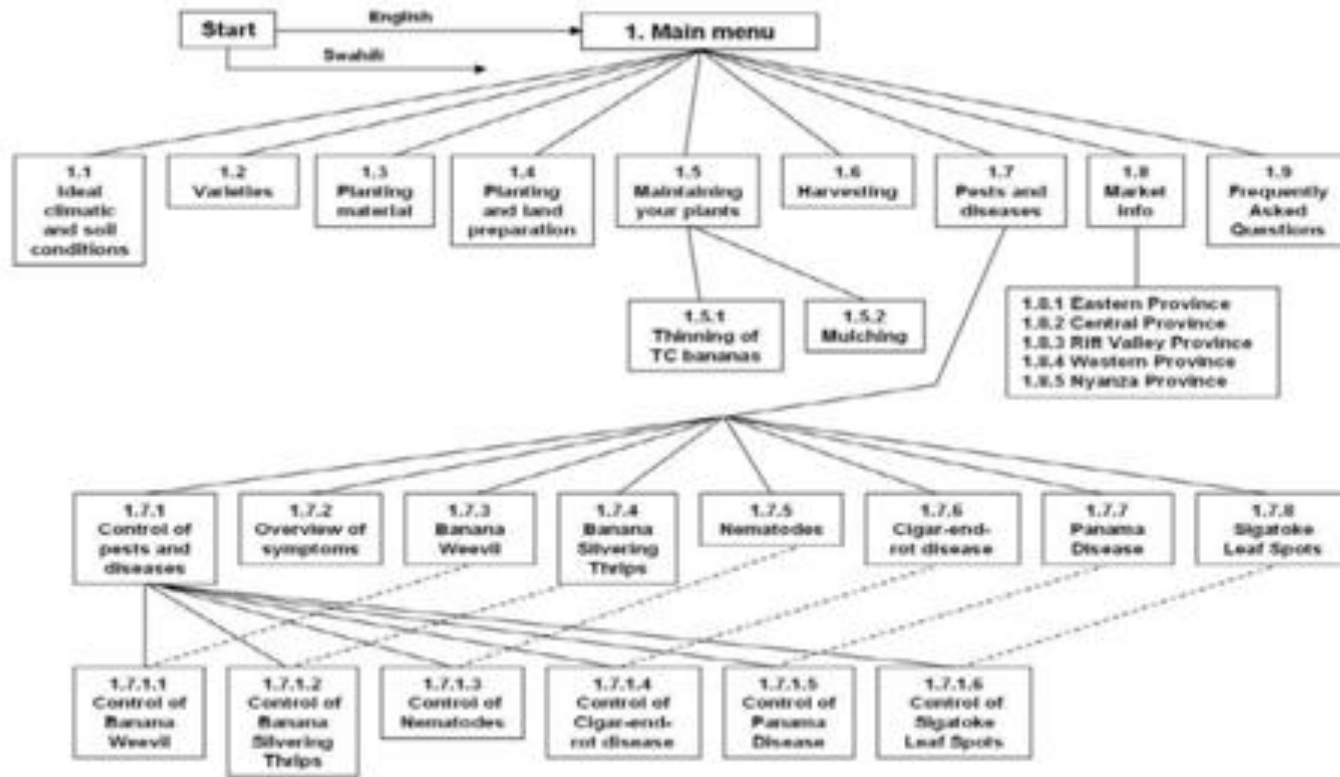 Start
English
Swahili
1. Main menu
1.1
Ideal
climatic
and soil
conditions
1.2
Varieties
1.3
Planting
material
1.4
Planting
and land
preparation
1.5
Maintaining
your plants
1.6
Harvesting
1.7
Pests and
diseases
1.8
Market
Info
1.9
Frequently
Asked
Questions
1.5.1
Thinning of
TC bananas
1.5.2
Mulching
1.8.1 Eastern Province
1.8.2 Central Province
1.8.3 Rift Valley Province
1.8.4 Western Province
1.8.5 Nyanza Province
1.7.1
Control of
pests and
diseases
1.7.2
Overview of
symptoms
1.7.3
Banana
Weevil
1.7.4
Banana
Silvering
Thrips
1.7.5
Nematodes
1.7.6
Cigar-end-
rot disease
1.7.7
Panama
Disease
1.7.8
Sigatoke
Leaf Spots
1.7.1.1
Control of
Banana
Weevil
1.7.1.2
Control of
Banana
Silvering
Thrips
1.7.1.3
Control of
Nematodes
1.7.1.4
Control of
Cigar-end-
rot disease
1.7.1.5
Control of
Panama
Disease
1.7.1.6
Control of
Sigatoke
Leaf Spots